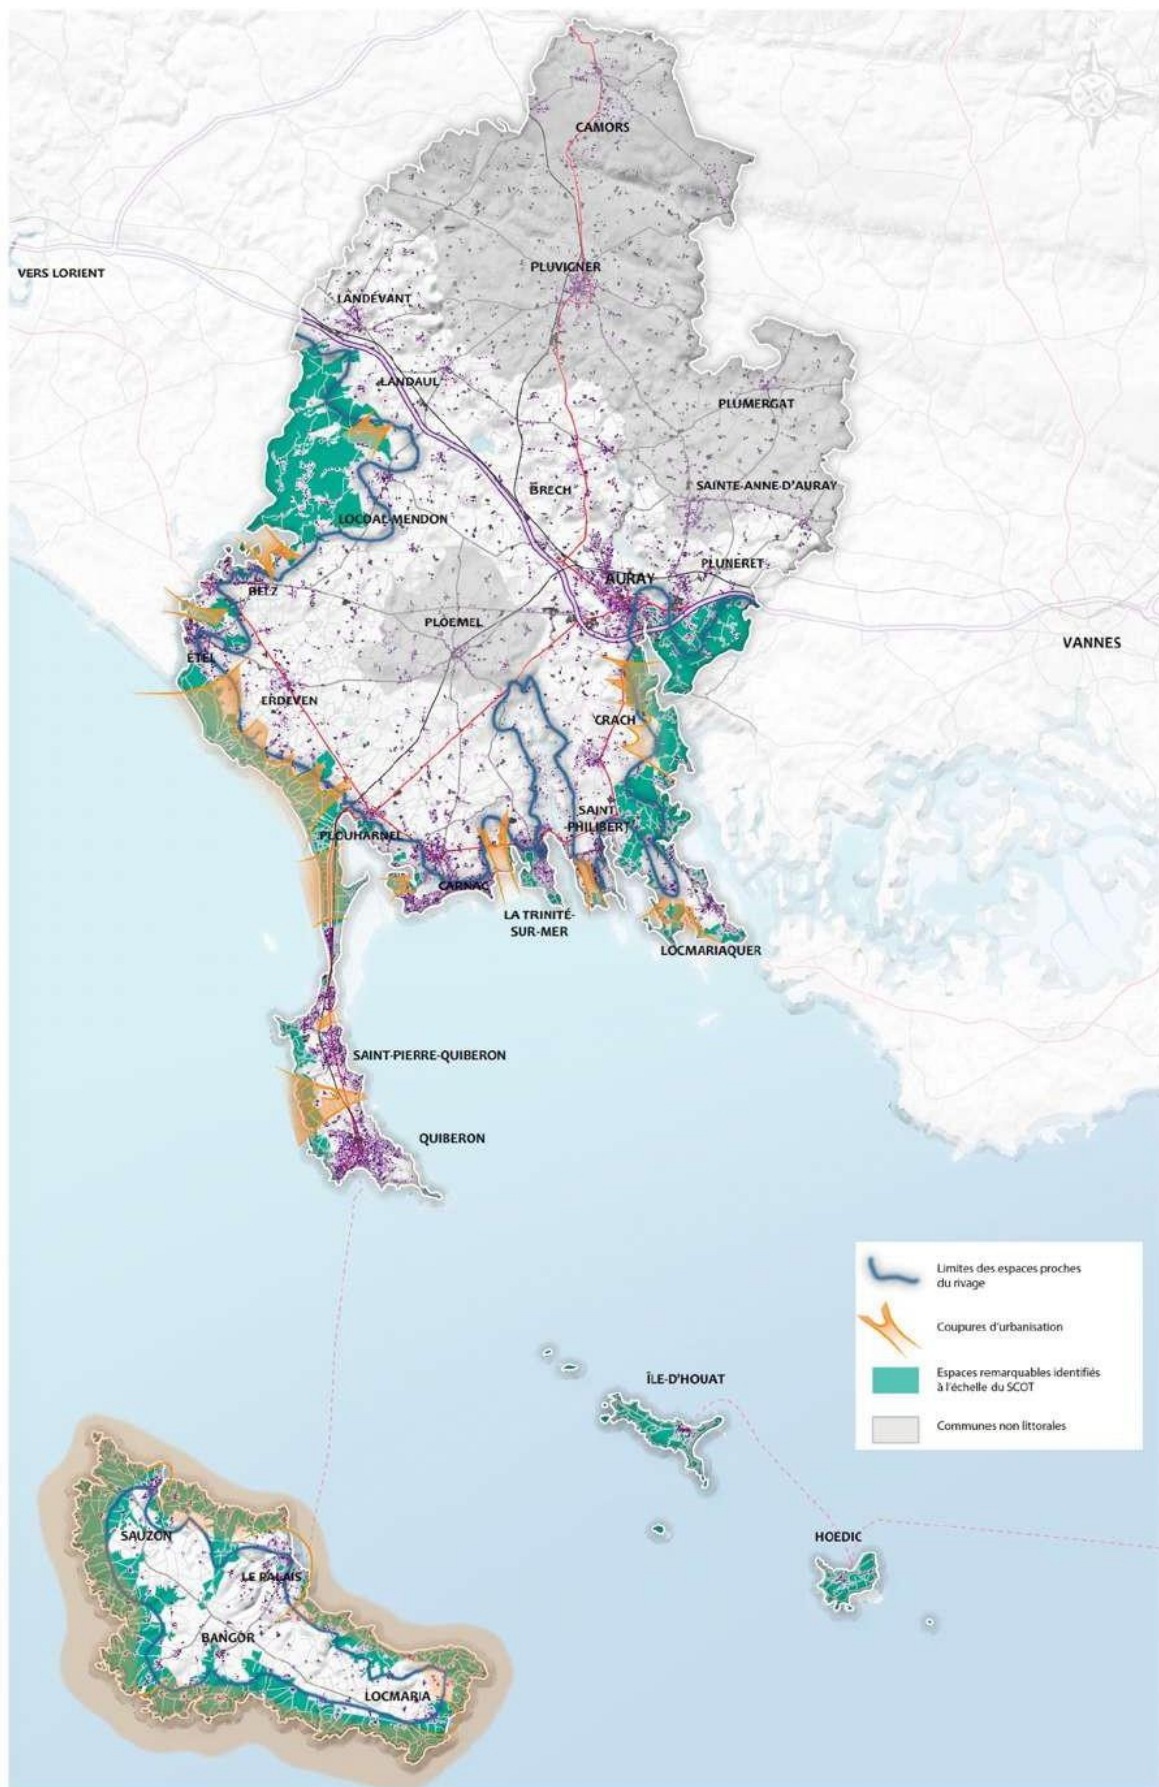 CAMORS
PLUVIGNER
VERS LORIENT
LANDÉVANT
LANDAUL
PLUMERGAT
SAINTE-ANNE-D'AURAY
BRECH
LOCOAL-MENDON
PLUNERET
AURAY
BELZ
PLOEMEL
VANNES
ÉTEL
ERDEVEN
CRACH
SAINT
-PHILIBERT
PLOUHARNEL
CARNAC
LA TRINITÉ-
SUR-MER
LOCMARIAQUER
SAINT-PIERRE-QUIBERON
QUIBERON
Limites des espaces proches
du rivage
Coupures d'urbanisation
Espaces remarquables identifiés
à l'échelle du SCOT
Communes non littorales
ÎLE-D'HOUAT
HOEDIC
SAUZON
LE PALAIS
BANGOR
LOCMARIA